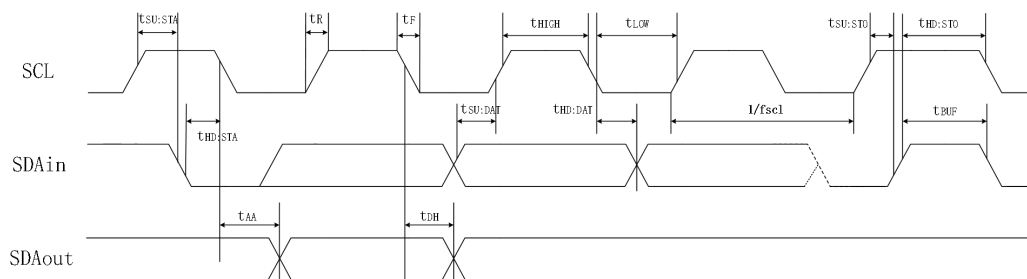 tSU:STA
tR
tF
tHIGH
tLOW
tSU:STO
tHD:STO
SCL
tHD:STA
tSU:DAT
tHD:DAT
1/fscl
tBUF
SDAin
tAA
tDH
SDAout